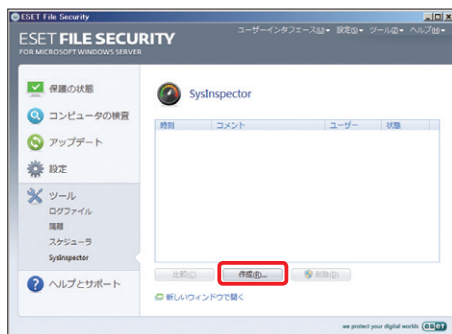 ESET File Security
ESET FILE SECURITY
FOR MICROSOFT WINDOWS SERVER
ユーザーインタフェース(U)▾ 設定(S)▾ ツール(O)▾ ヘルプ(H)▾
保護の状態
コンピュータの検査
アップデート
設定
ツール
ログファイル
隔離
スケジューラ
SysInspector
ヘルプとサポート
SysInspector
時刻 コメント ユーザー 状態
比較(C) 作成(R)... 削除(D)
新しいウィンドウで開く
we protect your digital worlds eset